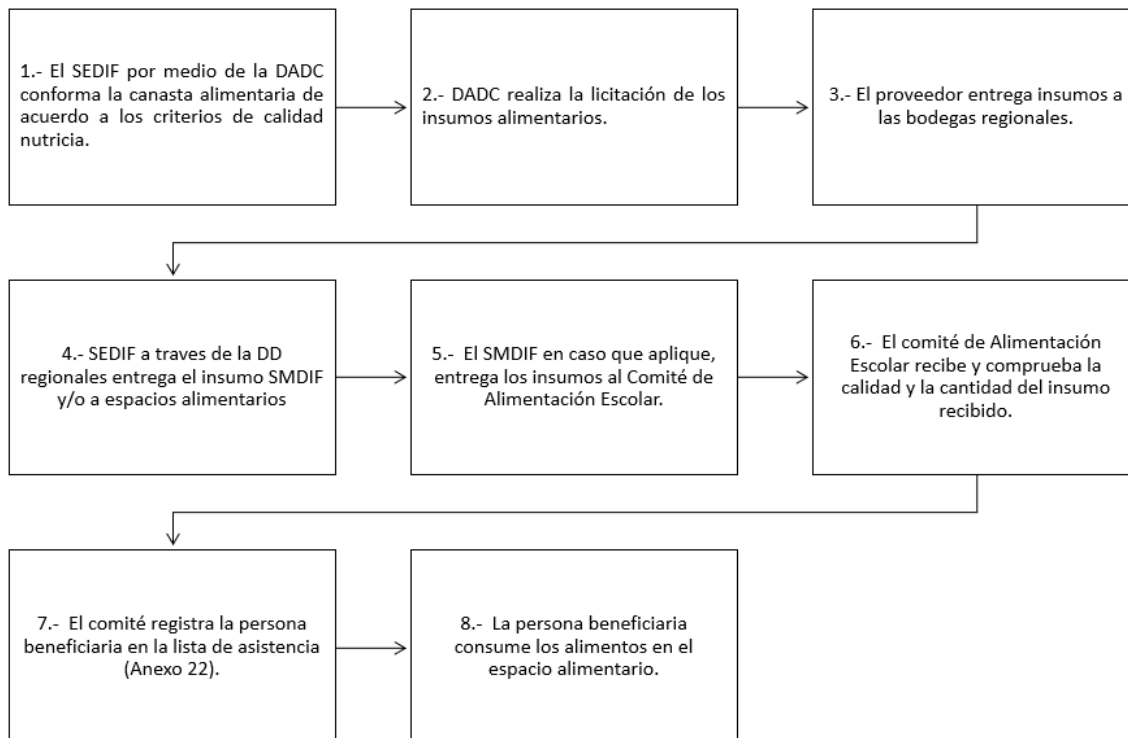 1.- El SEDIF por medio de la DADC
conforma la canasta alimentaria de
acuerdo a los criterios de calidad
nutricia.
2.- DADC realiza la licitación de los
insumos alimentarios.
3.- El proveedor entrega insumos a
las bodegas regionales.
4.- SEDIF a traves de la DD
regionales entrega el insumo SMDIF
y/o a espacios alimentarios
5.- El SMDIF en caso que aplique,
entrega los insumos al Comité de
Alimentación Escolar.
6.- El comité de Alimentación
Escolar recibe y comprueba la
calidad y la cantidad del insumo
recibido.
7.- El comité registra la persona
beneficiaria en la lista de asistencia
(Anexo 22).
8.- La persona beneficiaria
consume los alimentos en el
espacio alimentario.